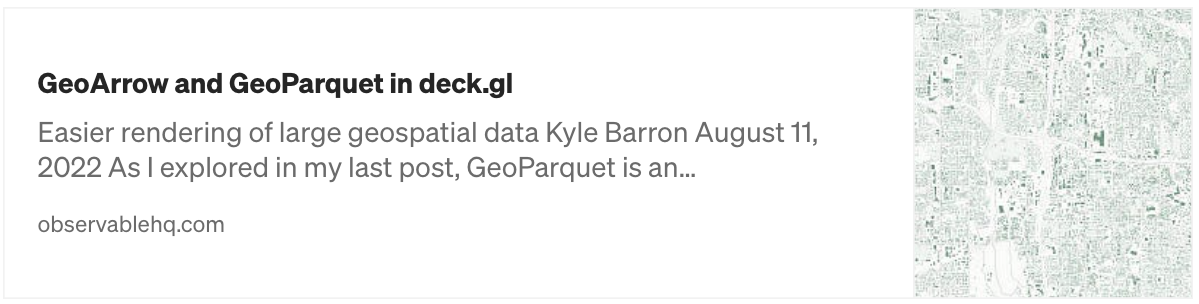 GeoArrow and GeoParquet in deck.gl
Easier rendering of large geospatial data Kyle Barron August 11,
2022 As I explored in my last post, GeoParquet is an...
observablehq.com